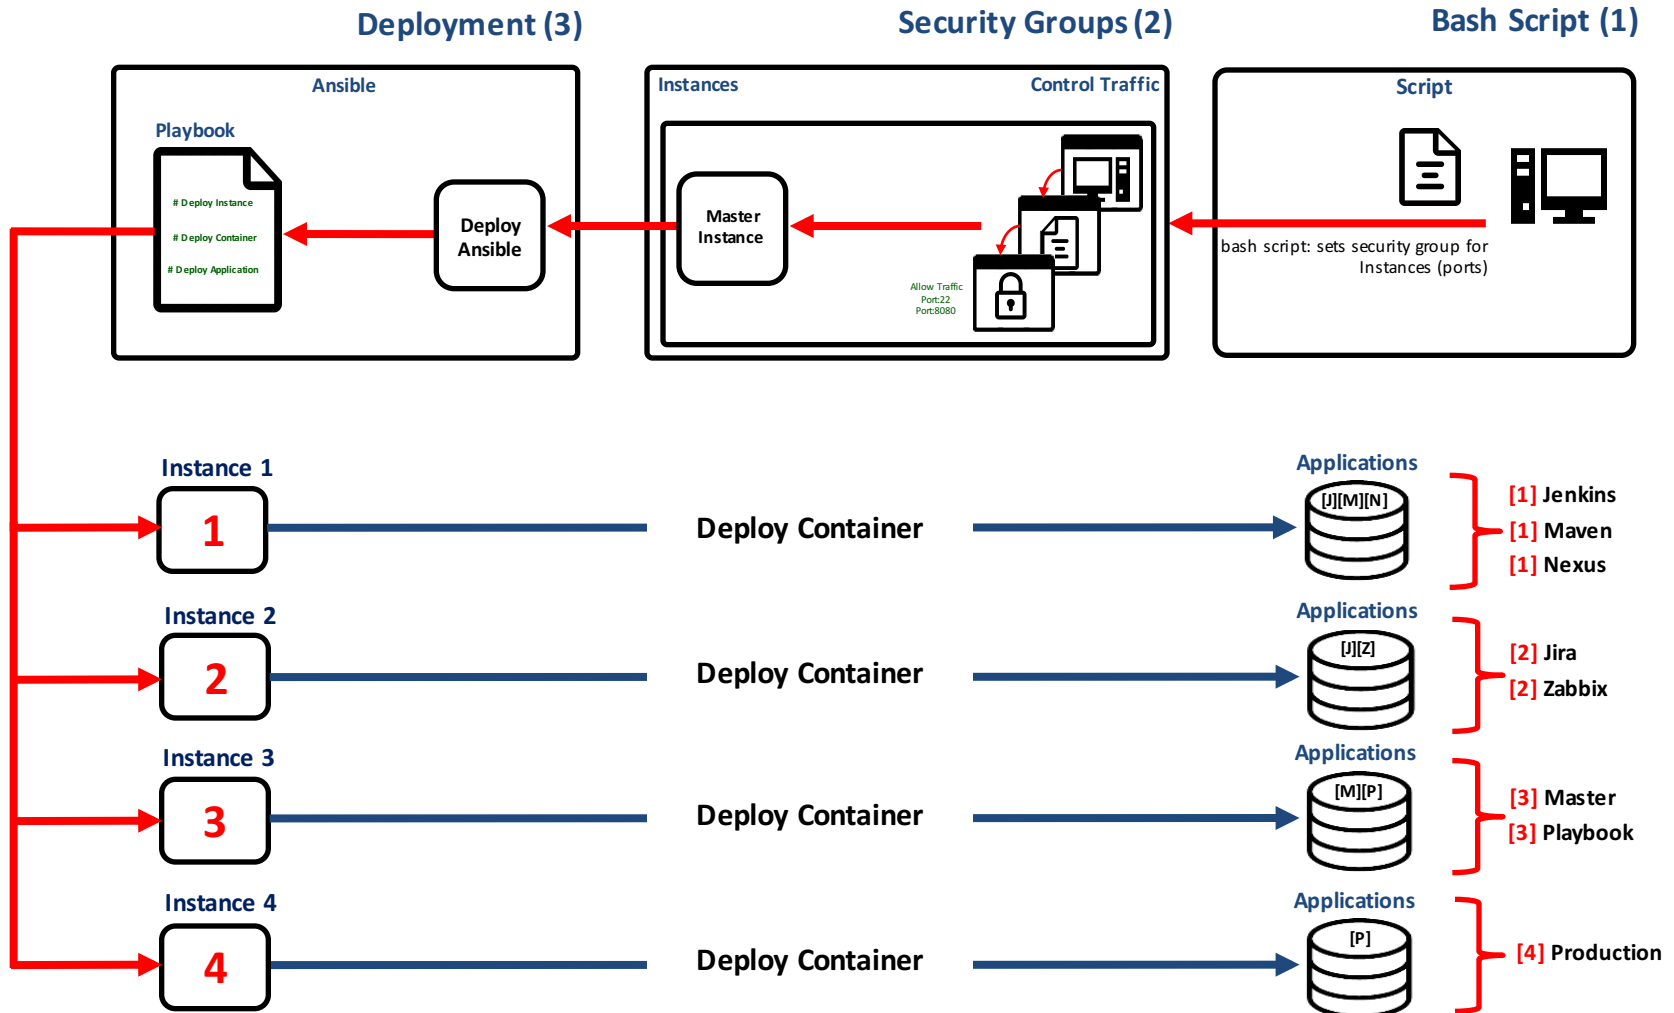 Deployment (3)
Security Groups (2)
Bash Script (1)
Ansible
Playbook
# Deploy Instance
# Deploy Container
# Deploy Application
Deploy
Ansible
Instances
Control Traffic
Master
Instance
Allow Traffic
Port:22
Port:8080
Script
bash script: sets security group for
Instances (ports)
Instance 1
1
Deploy Container
Applications
[J][M][N]
[1] Jenkins
[1] Maven
[1] Nexus
Instance 2
2
Deploy Container
Applications
[J][Z]
[2] Jira
[2] Zabbix
Instance 3
3
Deploy Container
Applications
[M][P]
[3] Master
[3] Playbook
Instance 4
4
Deploy Container
Applications
[P]
[4] Production